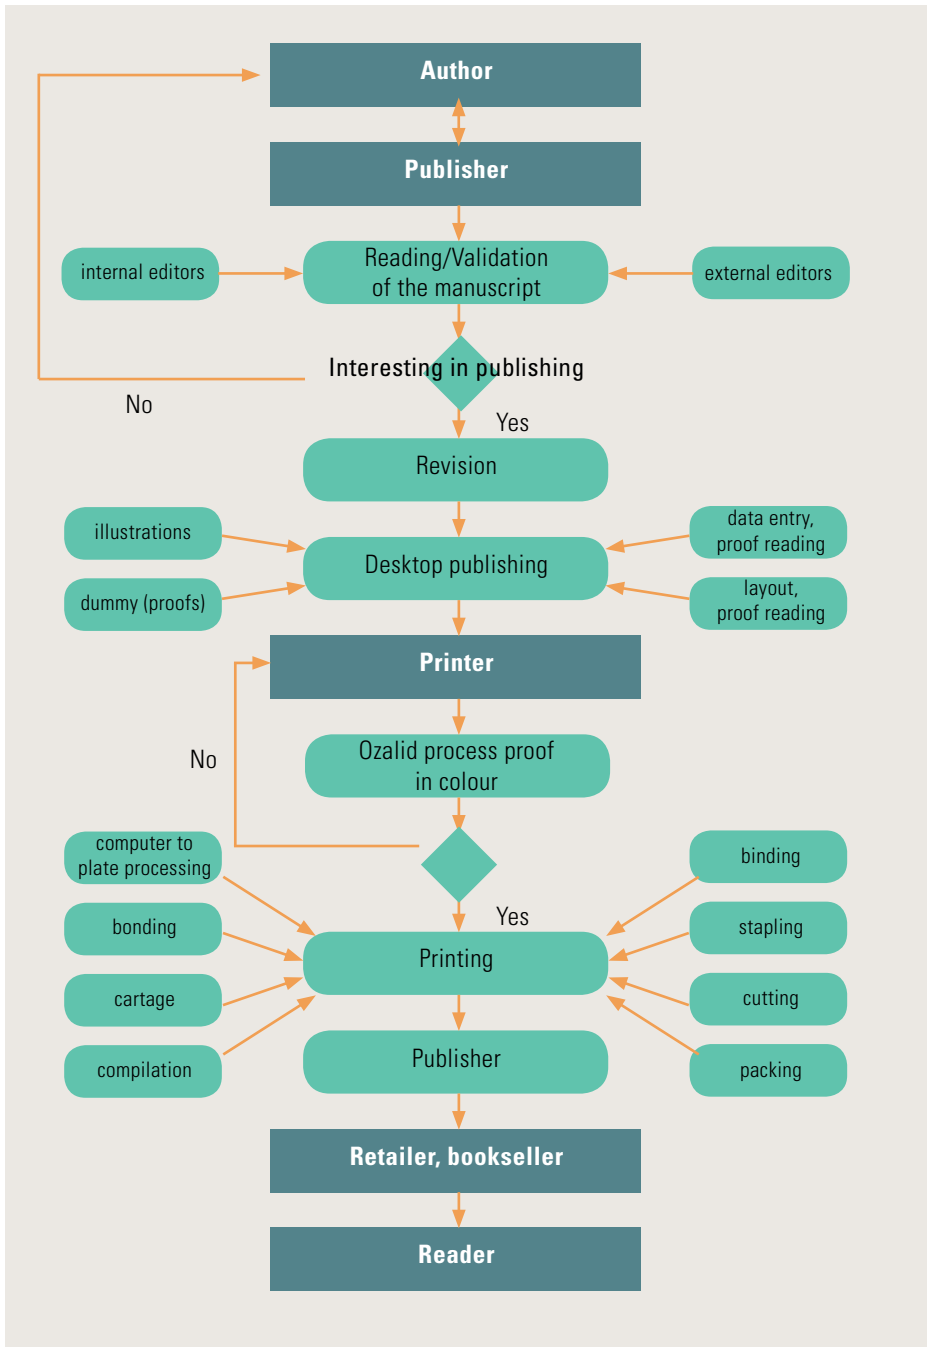 Author
Publisher
internal editors
Reading/Validation
of the manuscript
external editors
Interesting in publishing
No
Yes
Revision
illustrations
data entry,
proof reading
Desktop publishing
dummy (proofs)
layout,
proof reading
Printer
No
Ozalid process proof
in colour
computer to
plate processing
binding
Yes
bonding
stapling
Printing
cartage
cutting
Publisher
compilation
packing
Retailer, bookseller
Reader